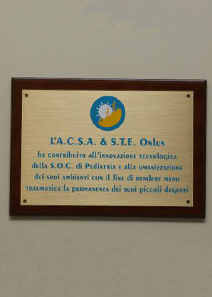 L'A.C.S.A. & S.T.E. Onlus
ha contribuito all'innovazione tecnologica
della S.O.C. di Pediatria e alla umanizzazione
dei suoi ambienti con il fine di rendere meno
traumatica la permanenza dei suoi piccoli degenti